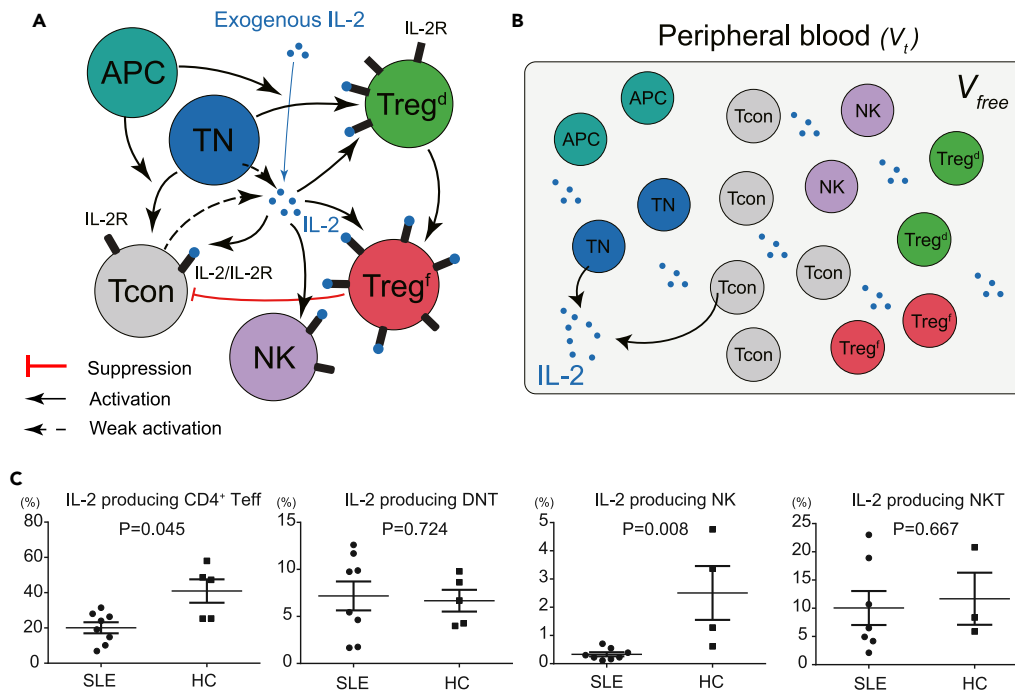 A
Exogenous IL-2
IL-2R
APC
TN
Treg^d
IL-2R
IL-2
IL-2/IL-2R
Tcon
Treg^f
NK
Suppression
Activation
Weak activation
B
Peripheral blood (V_t)
V_free
APC
APC
Tcon
NK
Treg^d
TN
Tcon
NK
TN
Treg^d
Tcon
Tcon
Treg^f
Treg^f
Tcon
IL-2
C
(%)
IL-2 producing CD4⁺ Teff
P=0.045
80
60
40
20
0
SLE
HC
(%)
IL-2 producing DNT
P=0.724
15
10
5
0
SLE
HC
(%)
IL-2 producing NK
P=0.008
5
4
3
2
1
0
SLE
HC
(%)
IL-2 producing NKT
P=0.667
25
20
15
10
5
0
SLE
HC